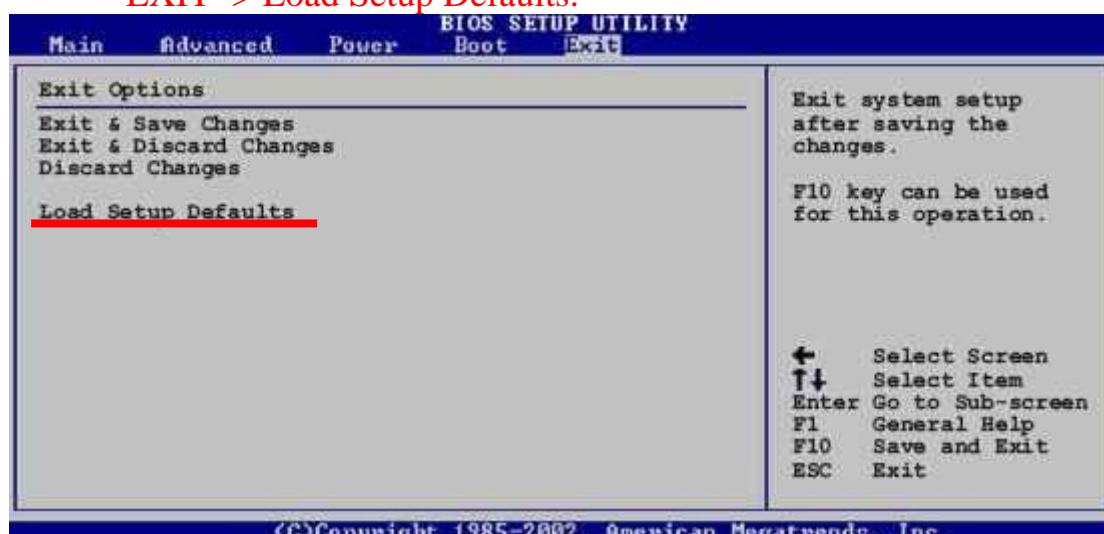 EXIT -> Load Setup Defaults.
BIOS SETUP UTILITY
Main Advanced Power Boot Exit
Exit Options
Exit & Save Changes
Exit & Discard Changes
Discard Changes
Load Setup Defaults
Exit system setup
after saving the
changes.
F10 key can be used
for this operation.
← Select Screen
↑↓ Select Item
Enter Go to Sub-screen
F1 General Help
F10 Save and Exit
ESC Exit
(C)Copyright 1985-2002, American Megatrends, Inc.